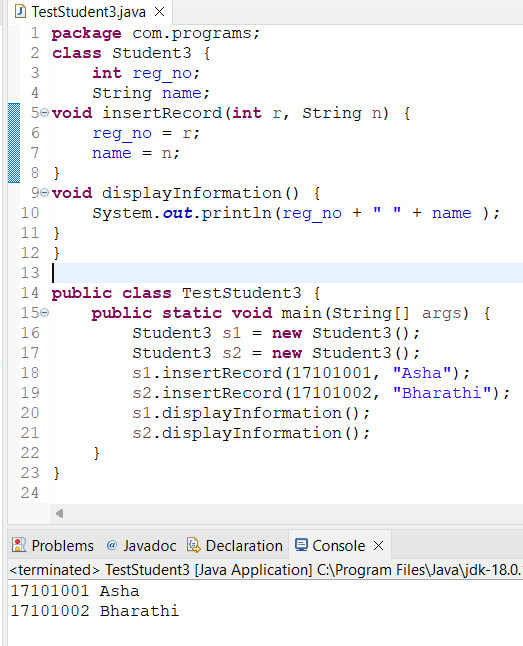 TestStudent3.java
1 package com.programs;
2 class Student3 {
3     int reg_no;
4     String name;
5 void insertRecord(int r, String n) {
6     reg_no = r;
7     name = n;
8 }
9 void displayInformation() {
10     System.out.println(reg_no + " " + name );
11 }
12 }
13
14 public class TestStudent3 {
15     public static void main(String[] args) {
16         Student3 s1 = new Student3();
17         Student3 s2 = new Student3();
18         s1.insertRecord(17101001, "Asha");
19         s2.insertRecord(17101002, "Bharathi");
20         s1.displayInformation();
21         s2.displayInformation();
22     }
23 }
24
Problems @ Javadoc Declaration Console
<terminated> TestStudent3 [Java Application] C:\Program Files\Java\jdk-18.0.
17101001 Asha
17101002 Bharathi